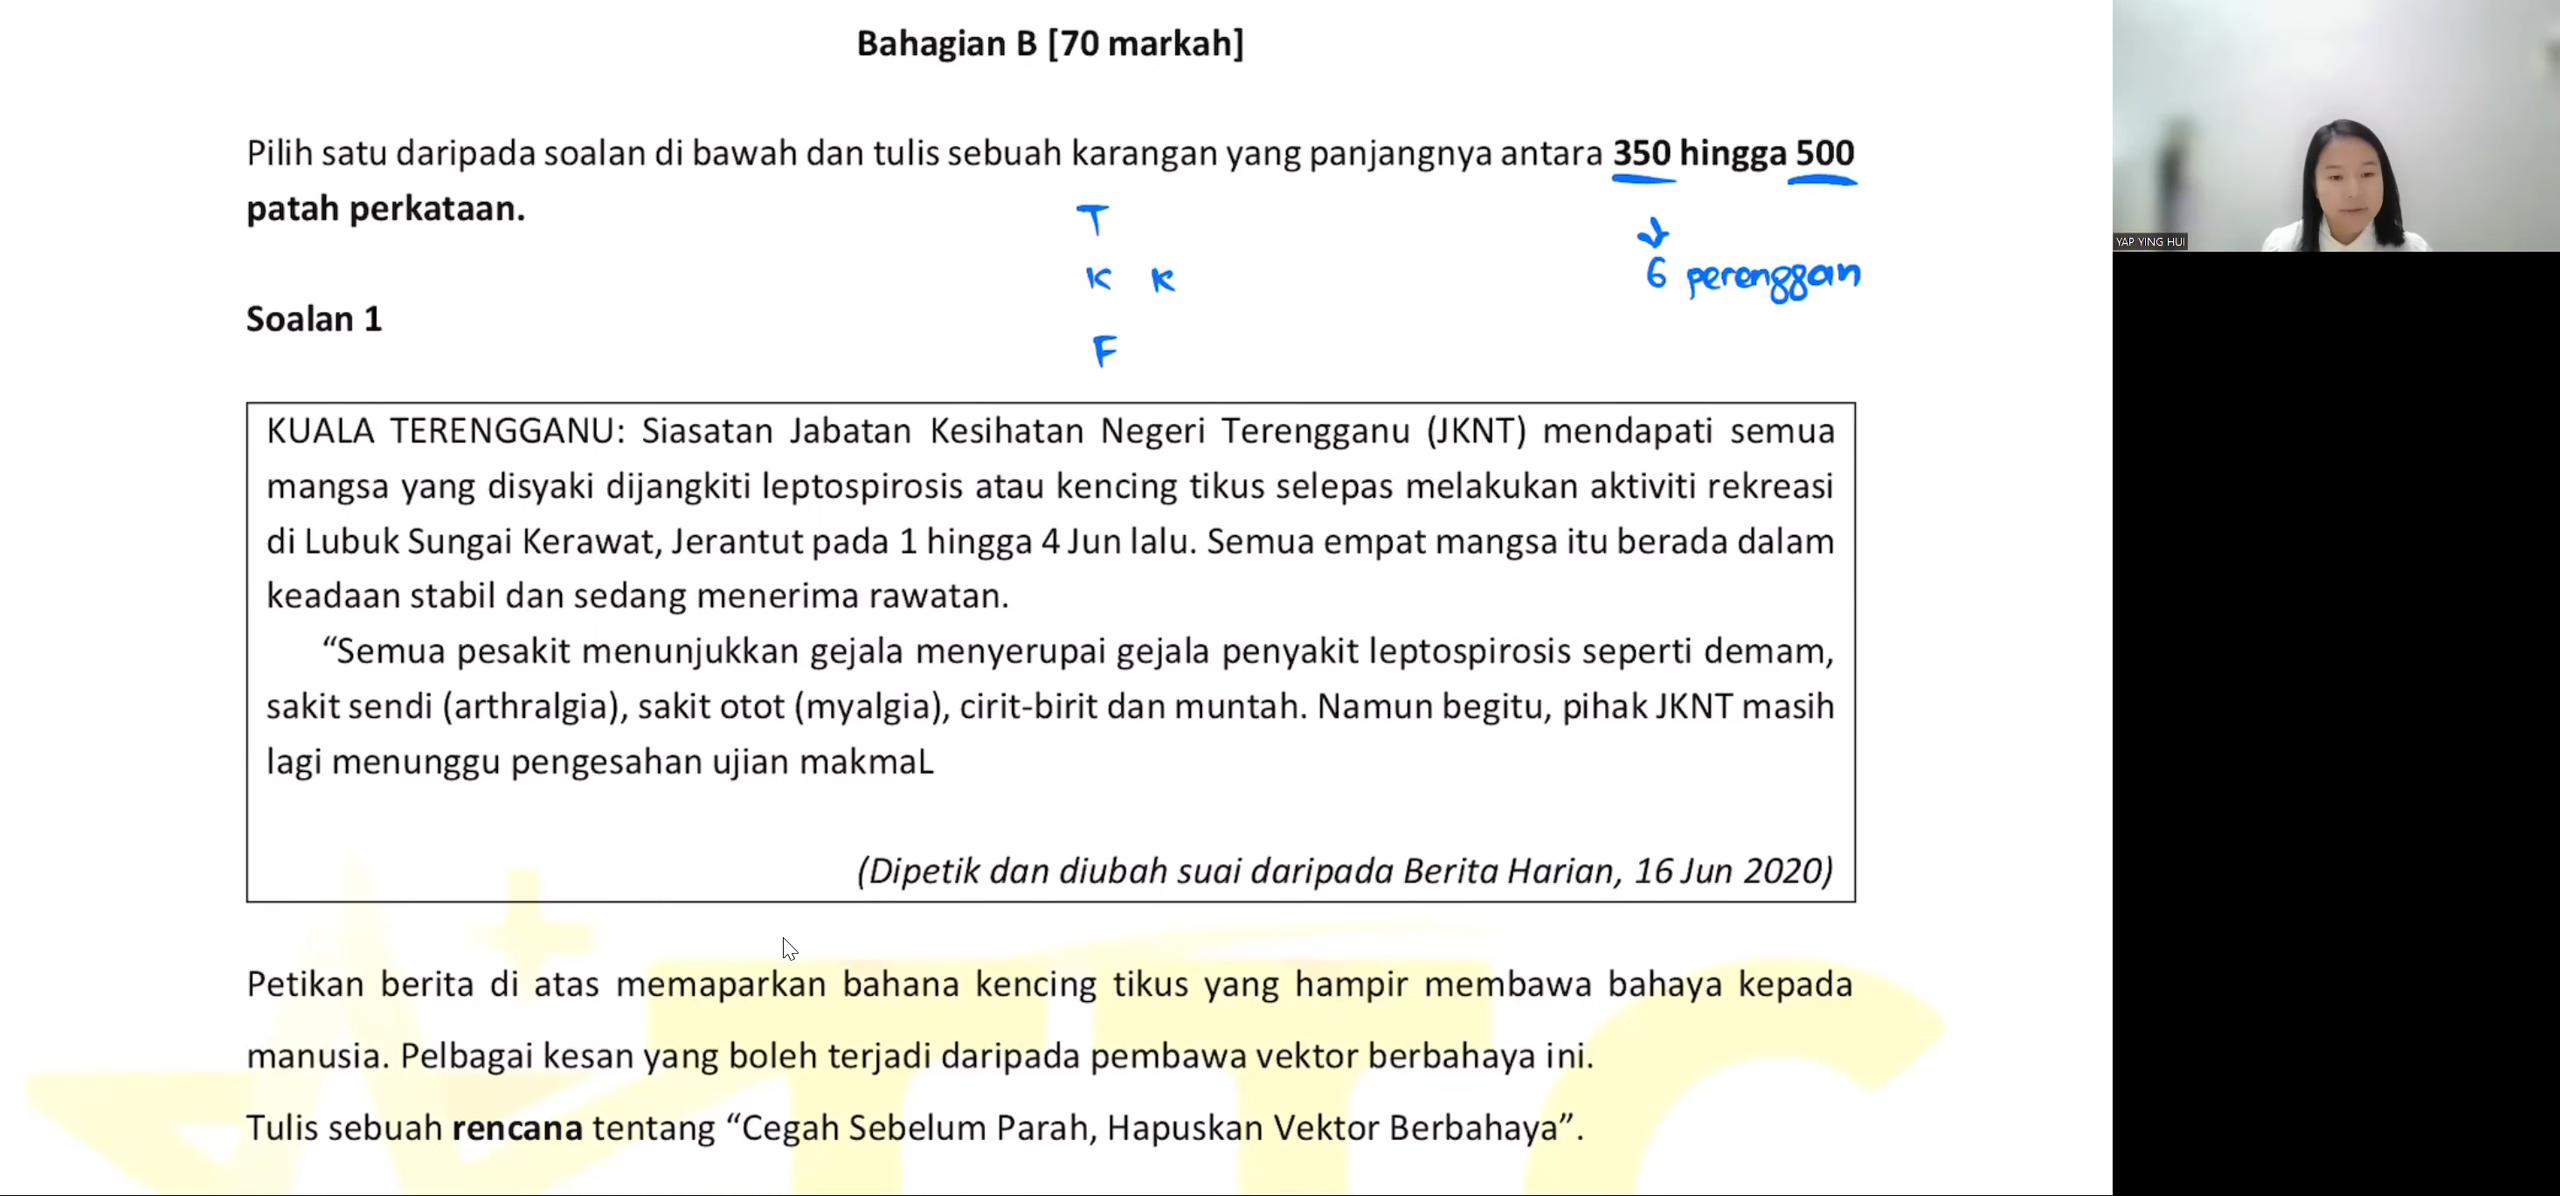 Bahagian B [70 markah]
Pilih satu daripada soalan di bawah dan tulis sebuah karangan yang panjangnya antara 350 hingga 500
patah perkataan.
T
K K
F
↓
6 perenggan
Soalan 1
KUALA TERENGGANU: Siasatan Jabatan Kesihatan Negeri Terengganu (JKNT) mendapati semua
mangsa yang disyaki dijangkiti leptospirosis atau kencing tikus selepas melakukan aktiviti rekreasi
di Lubuk Sungai Kerawat, Jerantut pada 1 hingga 4 Jun lalu. Semua empat mangsa itu berada dalam
keadaan stabil dan sedang menerima rawatan.
“Semua pesakit menunjukkan gejala menyerupai gejala penyakit leptospirosis seperti demam,
sakit sendi (arthralgia), sakit otot (myalgia), cirit-birit dan muntah. Namun begitu, pihak JKNT masih
lagi menunggu pengesahan ujian makmaL
(Dipetik dan diubah suai daripada Berita Harian, 16 Jun 2020)
Petikan berita di atas memaparkan bahana kencing tikus yang hampir membawa bahaya kepada
manusia. Pelbagai kesan yang boleh terjadi daripada pembawa vektor berbahaya ini.
Tulis sebuah rencana tentang “Cegah Sebelum Parah, Hapuskan Vektor Berbahaya”.
YAP YING HUI